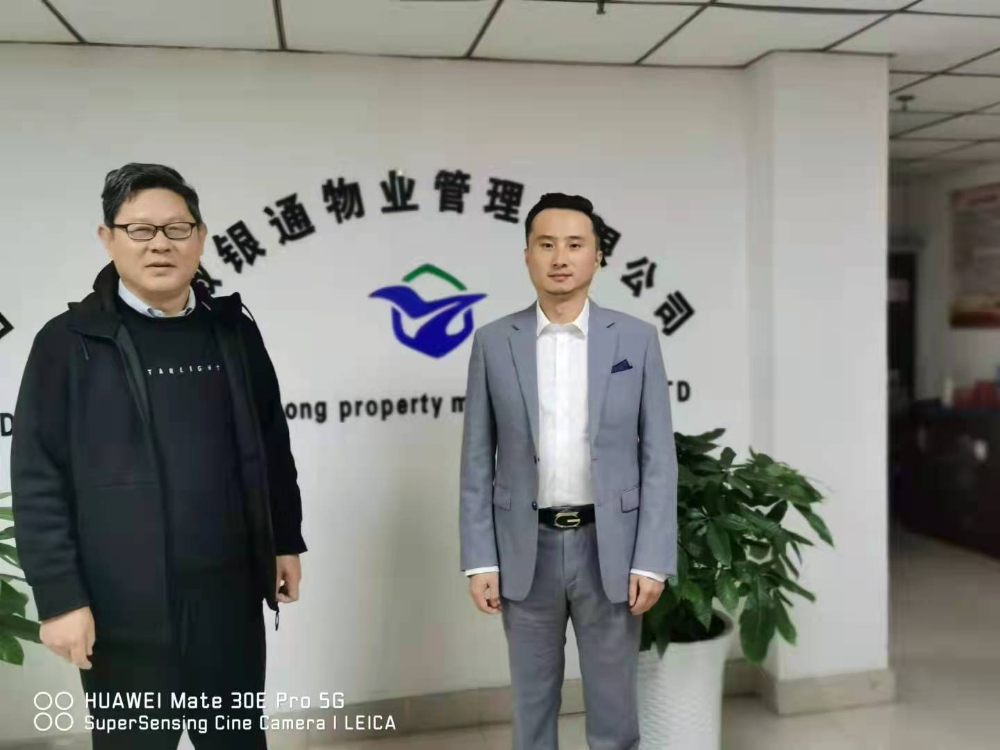 银通物业管理 公司
ong property m TD
D
TARLIGHT
G
HUAWEI Mate 30E Pro 5G
SuperSensing Cine Camera | LEICA